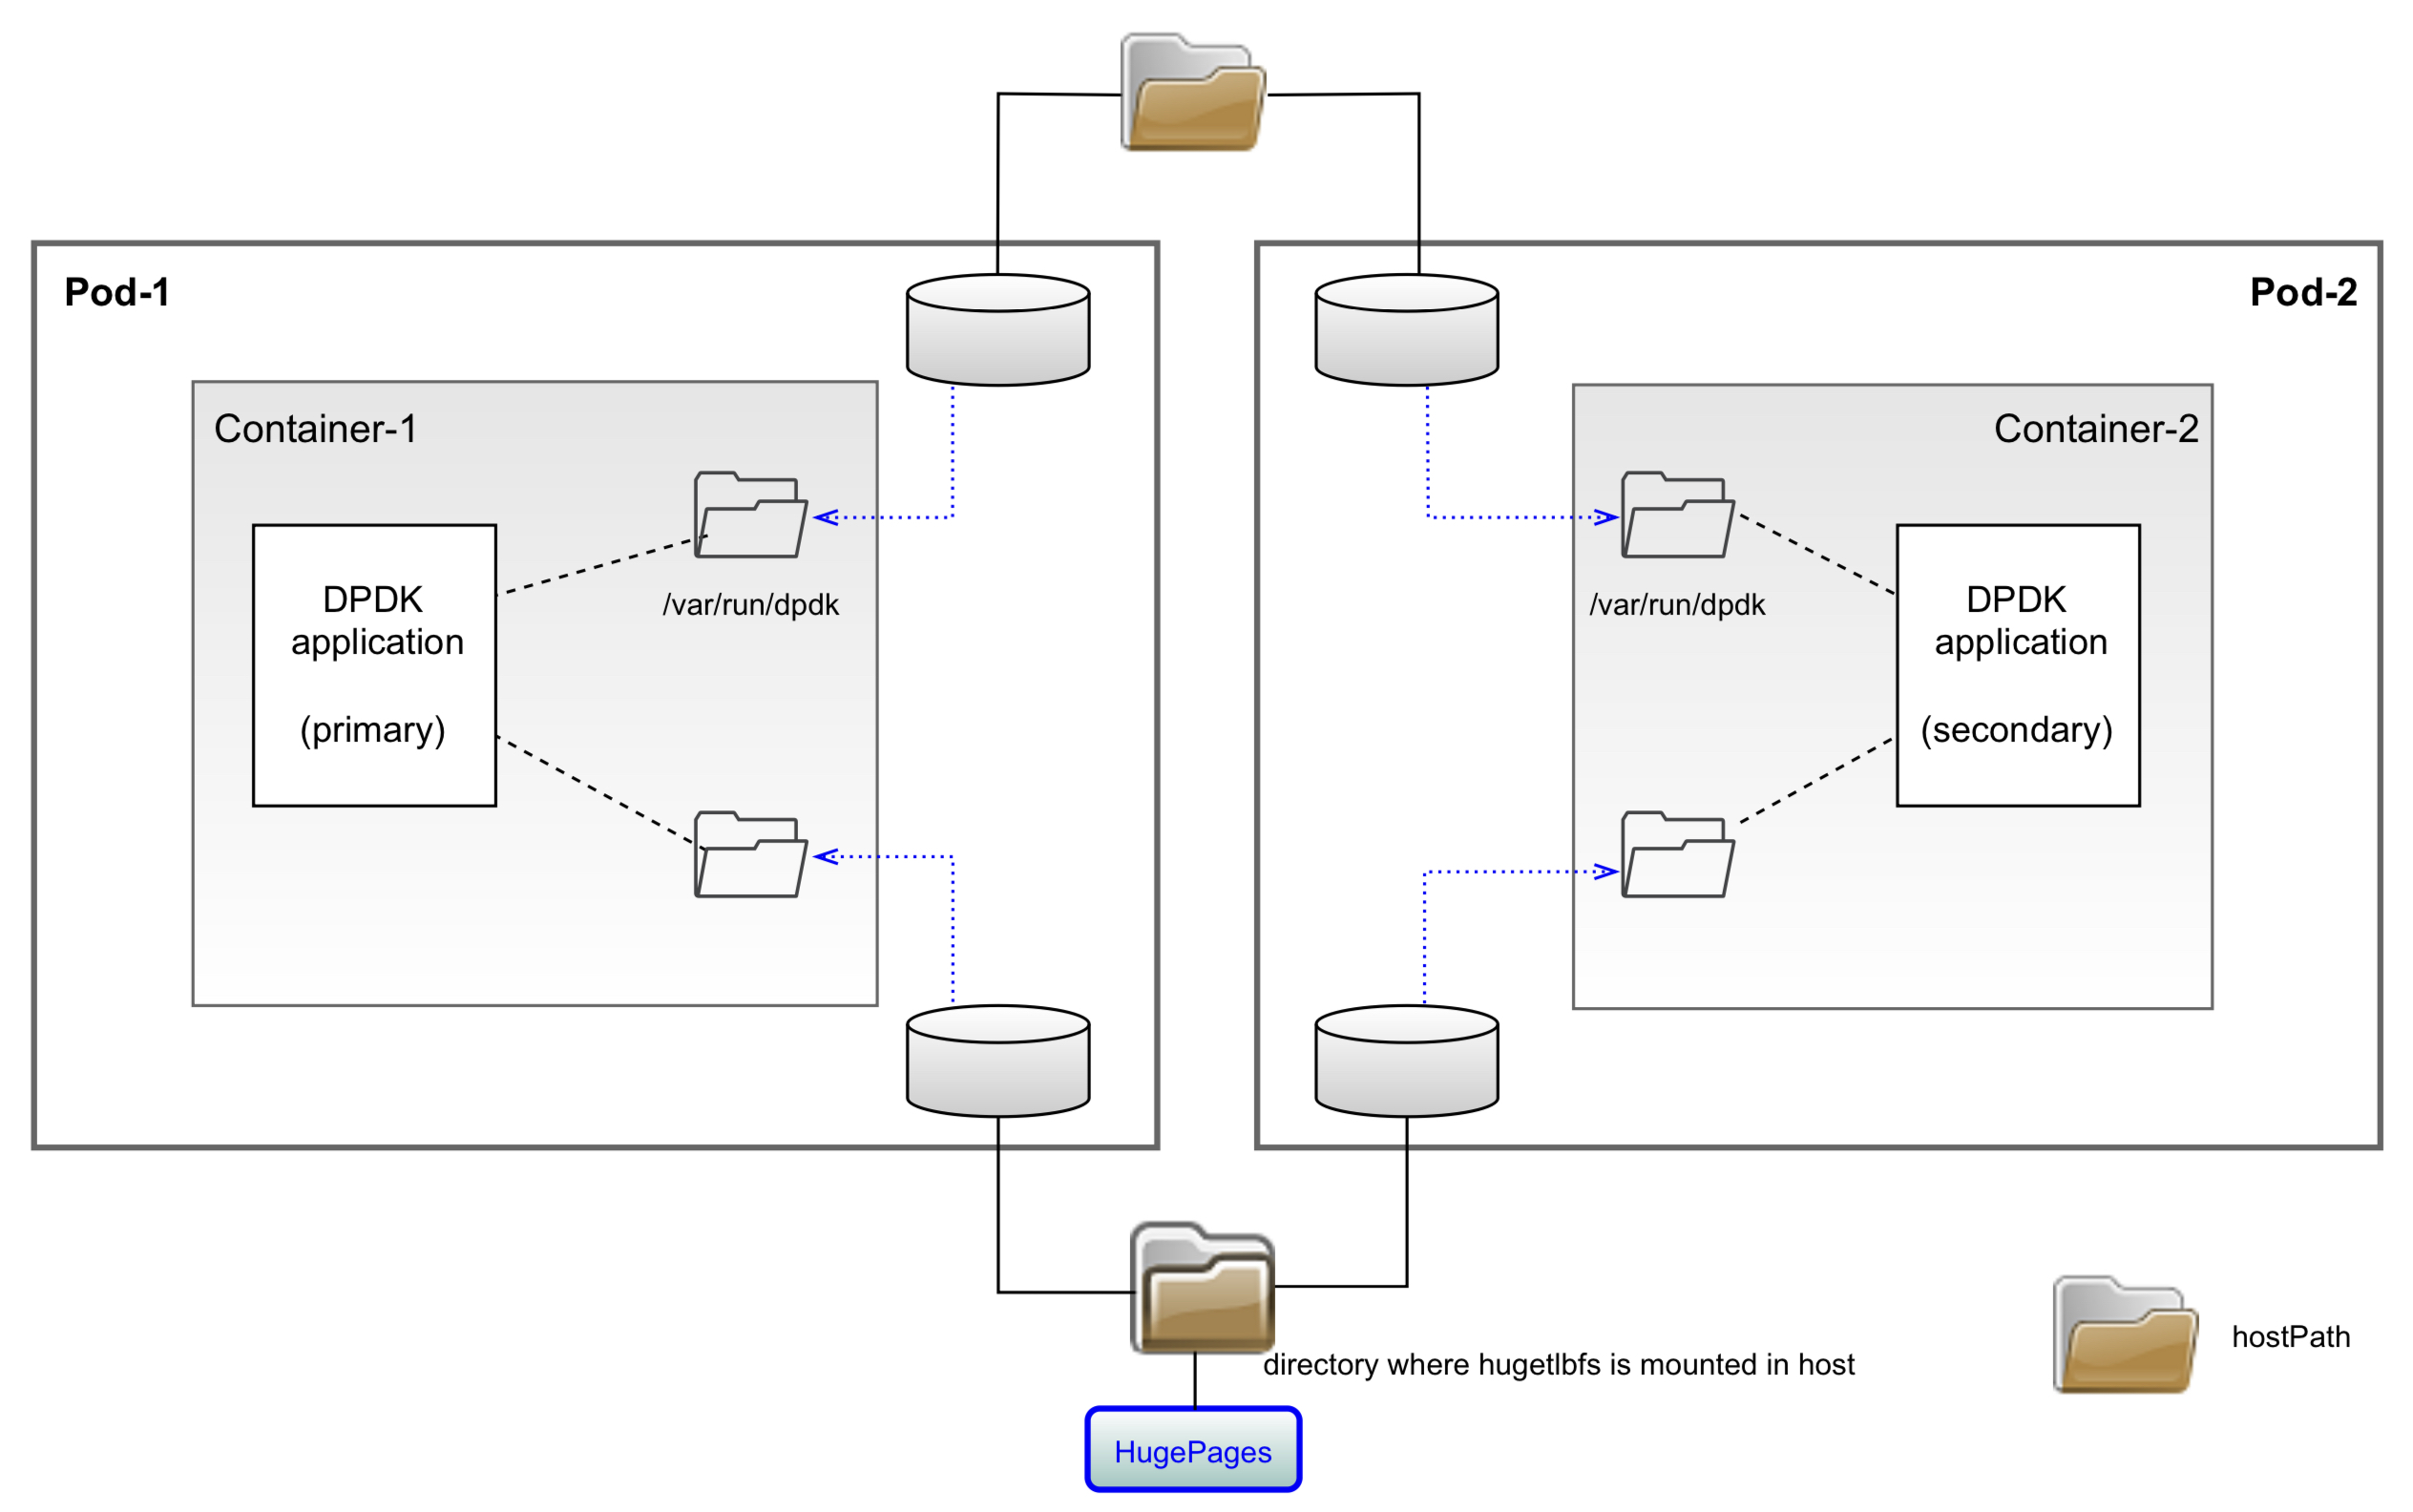 Pod-1
Pod-2
Container-1
Container-2
DPDK
application
(primary)
/var/run/dpdk
/var/run/dpdk
DPDK
application
(secondary)
directory where hugetlbfs is mounted in host
hostPath
HugePages